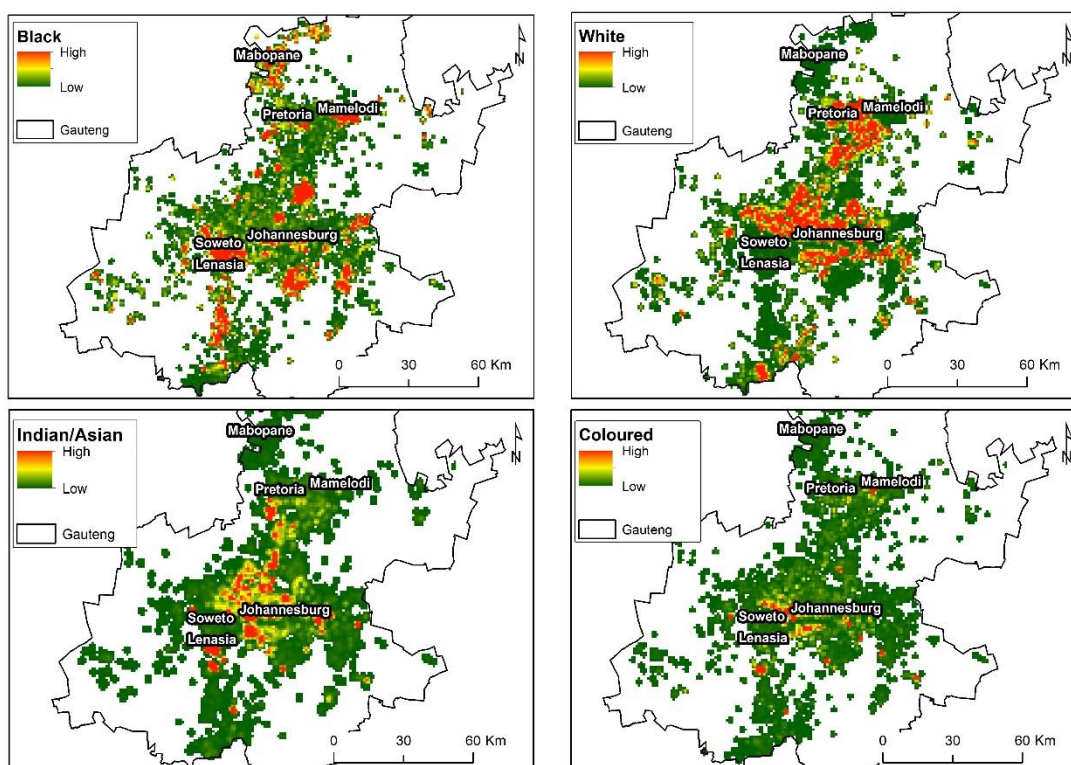 Black
High
Low
Gauteng
N
Mabopane
Pretoria
Mamelodi
Soweto
Johannesburg
Lenasia
0 30 60 Km
White
High
Low
Gauteng
N
Mabopane
Pretoria
Mamelodi
Soweto
Johannesburg
Lenasia
0 30 60 Km
Indian/Asian
High
Low
Gauteng
N
Mabopane
Pretoria
Mamelodi
Soweto
Johannesburg
Lenasia
0 30 60 Km
Coloured
High
Low
Gauteng
N
Mabopane
Pretoria
Mamelodi
Soweto
Johannesburg
Lenasia
0 30 60 Km